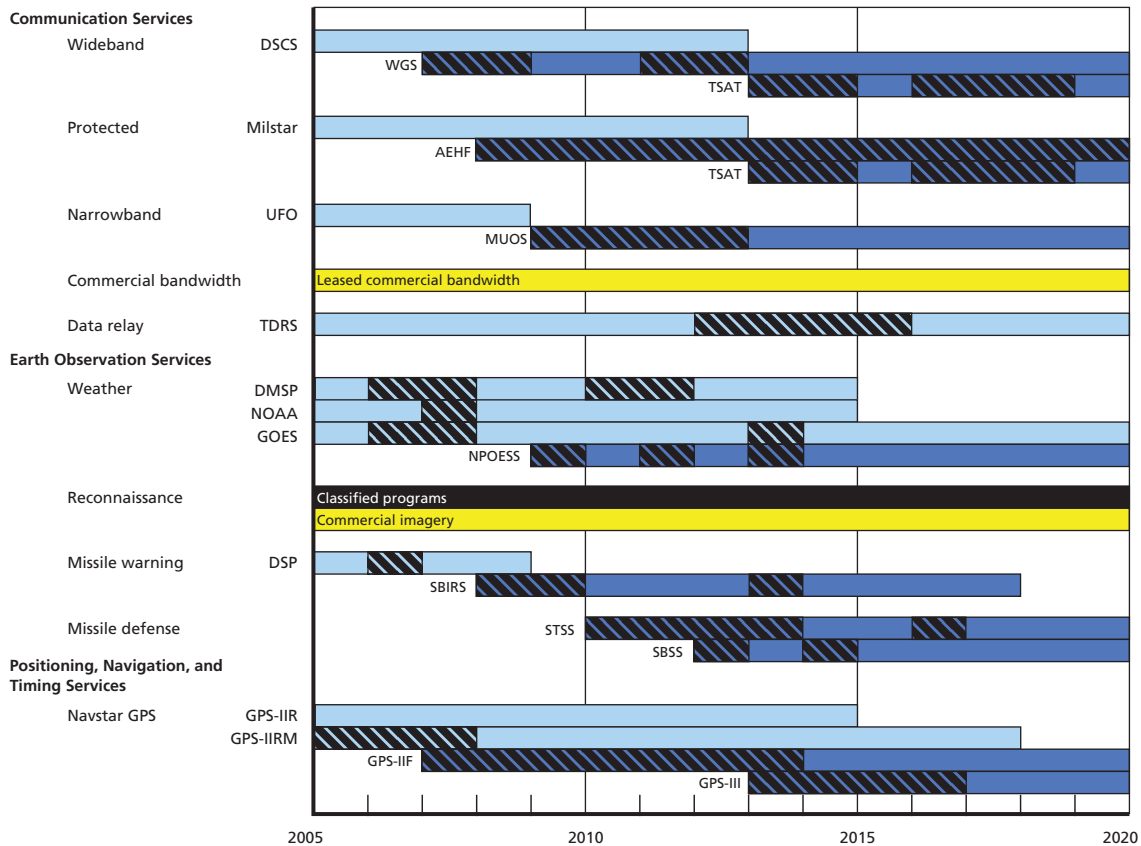 Communication Services
Wideband DSCS
WGS
TSAT
Protected Milstar
AEHF
TSAT
Narrowband UFO
MUOS
Commercial bandwidth Leased commercial bandwidth
Data relay TDRS
Earth Observation Services
Weather DMSP
NOAA
GOES
NPOESS
Reconnaissance Classified programs
Commercial imagery
Missile warning DSP
SBIRS
Missile defense STSS
SBSS
Positioning, Navigation, and
Timing Services
Navstar GPS GPS-IIR
GPS-IIRM
GPS-IIF
GPS-III
2005 2010 2015 2020